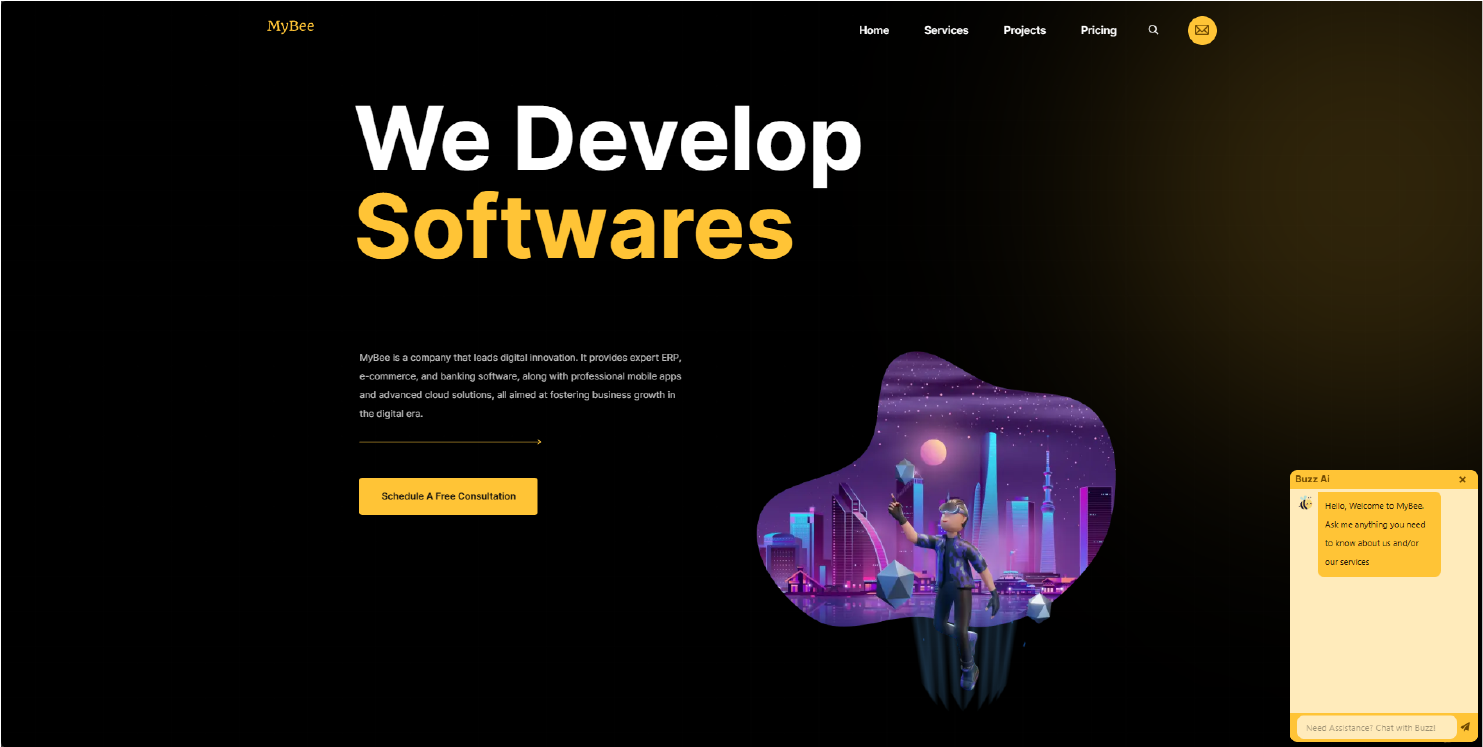 MyBee
Home Services Projects Pricing
We Develop
Softwares
MyBee is a company that leads digital innovation. It provides expert ERP,
e-commerce, and banking software, along with professional mobile apps
and advanced cloud solutions, all aimed at fostering business growth in
the digital era.
Schedule A Free Consultation
Buzz Ai
Hello, Welcome to MyBee.
Ask me anything you need
to know about us and/or
our services
Need Assistance? Chat with Buzz!